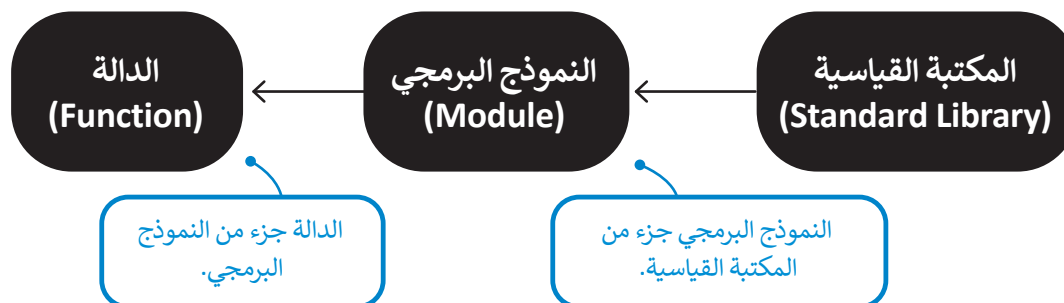 المكتبة القياسية
(Standard Library)
النموذج البرمجي
(Module)
الدالة
(Function)
النموذج البرمجي جزء من
المكتبة القياسية.
الدالة جزء من النموذج
البرمجي.